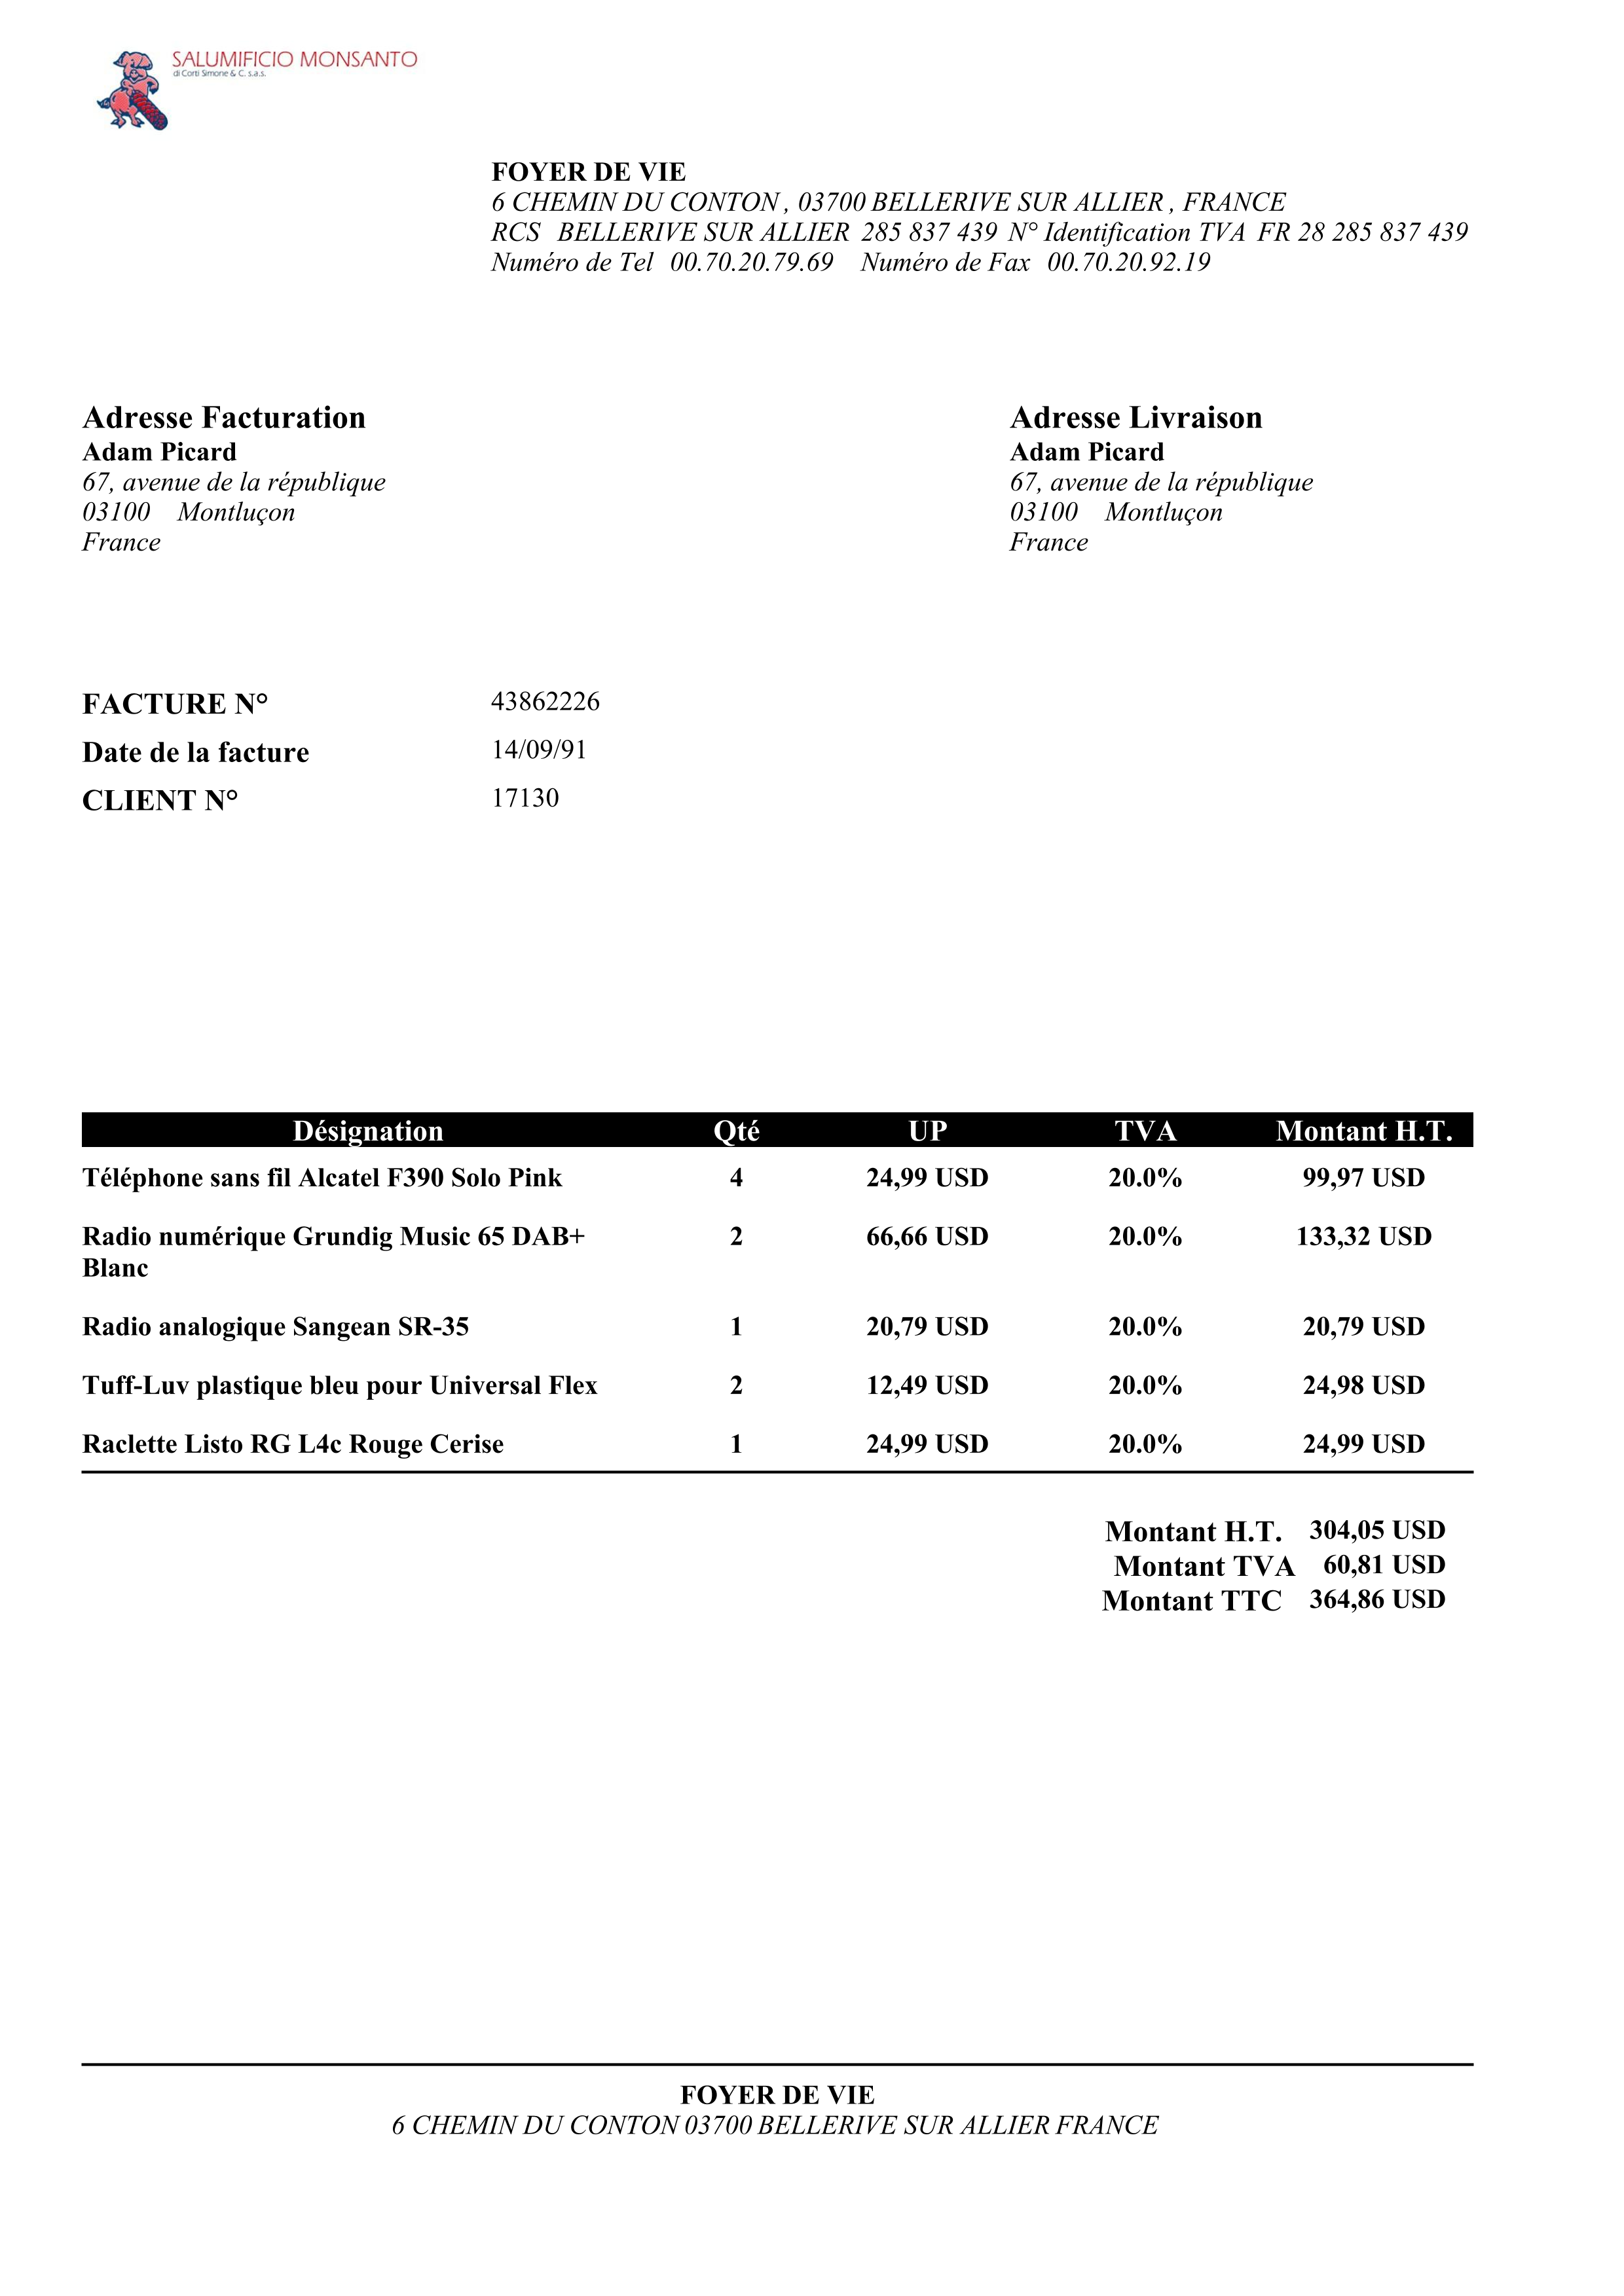 SALUMIFICIO MONSANTO
di Corti Simone & C. s.a.s.
FOYER DE VIE
6 CHEMIN DU CONTON , 03700 BELLERIVE SUR ALLIER , FRANCE
RCS BELLERIVE SUR ALLIER 285 837 439 N° Identification TVA FR 28 285 837 439
Numéro de Tel 00.70.20.79.69 Numéro de Fax 00.70.20.92.19
Adresse Facturation
Adam Picard
67, avenue de la république
03100 Montluçon
France
Adresse Livraison
Adam Picard
67, avenue de la république
03100 Montluçon
France
FACTURE N° 43862226
Date de la facture 14/09/91
CLIENT N° 17130
Désignation Qté UP TVA Montant H.T.
Téléphone sans fil Alcatel F390 Solo Pink 4 24,99 USD 20.0% 99,97 USD
Radio numérique Grundig Music 65 DAB+ 2 66,66 USD 20.0% 133,32 USD
Blanc
Radio analogique Sangean SR-35 1 20,79 USD 20.0% 20,79 USD
Tuff-Luv plastique bleu pour Universal Flex 2 12,49 USD 20.0% 24,98 USD
Raclette Listo RG L4c Rouge Cerise 1 24,99 USD 20.0% 24,99 USD
Montant H.T. 304,05 USD
Montant TVA 60,81 USD
Montant TTC 364,86 USD
FOYER DE VIE
6 CHEMIN DU CONTON 03700 BELLERIVE SUR ALLIER FRANCE